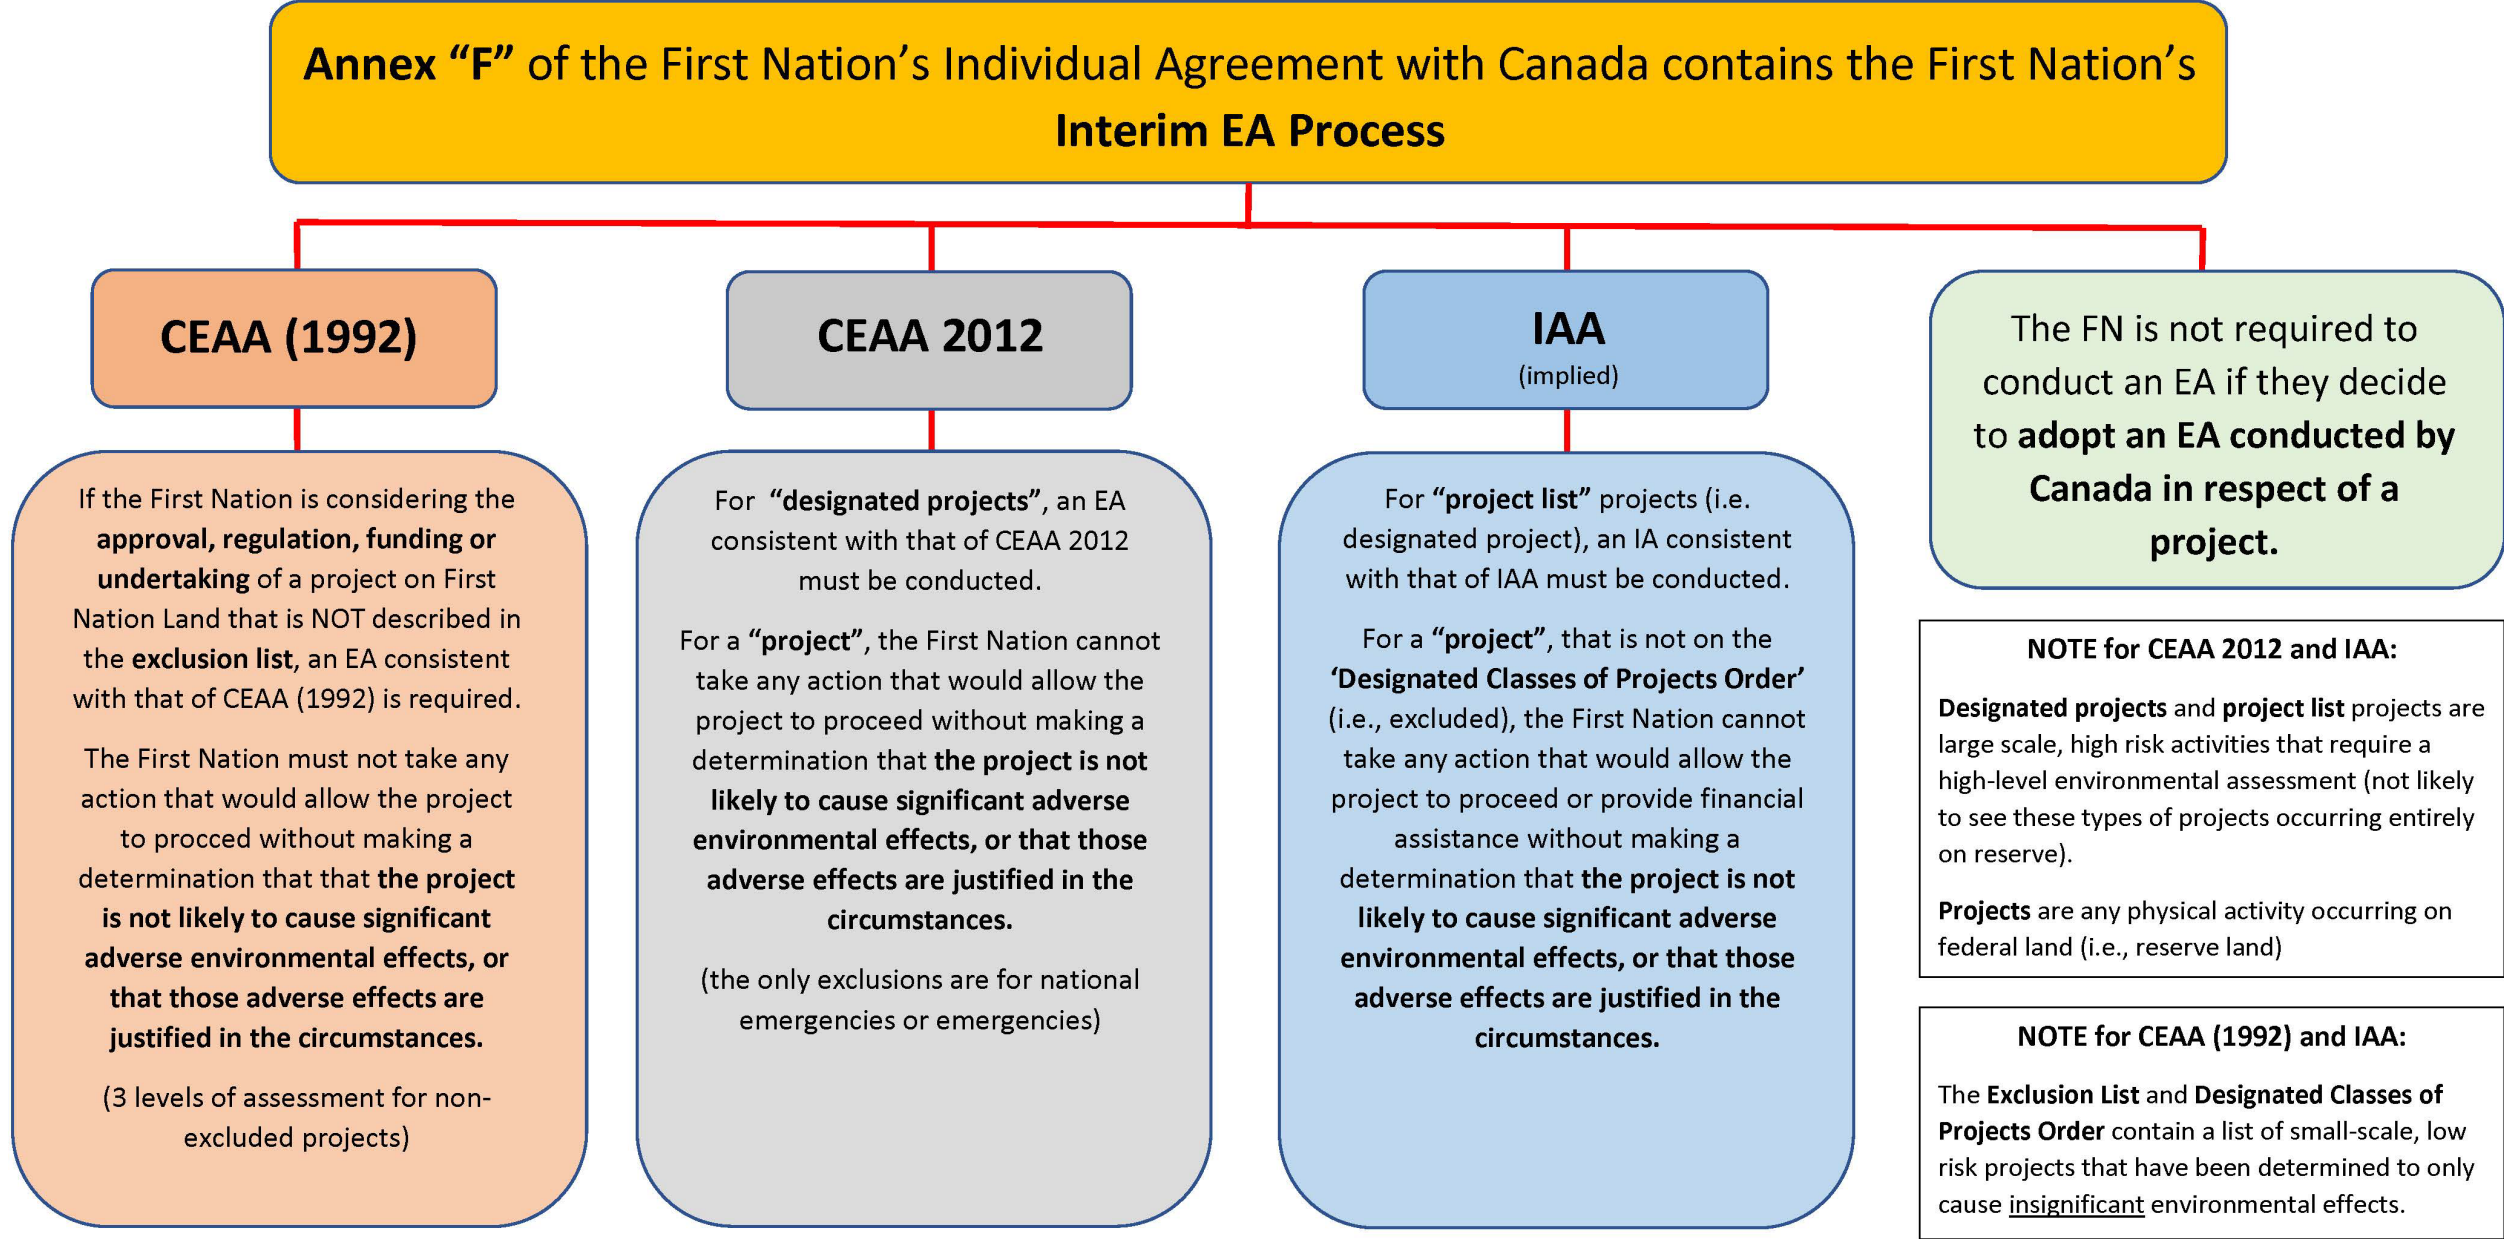 Annex “F” of the First Nation’s Individual Agreement with Canada contains the First Nation’s
Interim EA Process
CEAA (1992)
If the First Nation is considering the
approval, regulation, funding or
undertaking of a project on First
Nation Land that is NOT described in
the exclusion list, an EA consistent
with that of CEAA (1992) is required.
The First Nation must not take any
action that would allow the project
to procced without making a
determination that that the project
is not likely to cause significant
adverse environmental effects, or
that those adverse effects are
justified in the circumstances.
(3 levels of assessment for non-
excluded projects)
CEAA 2012
For “designated projects”, an EA
consistent with that of CEAA 2012
must be conducted.
For a “project”, the First Nation cannot
take any action that would allow the
project to proceed without making a
determination that the project is not
likely to cause significant adverse
environmental effects, or that those
adverse effects are justified in the
circumstances.
(the only exclusions are for national
emergencies or emergencies)
IAA
(implied)
For “project list” projects (i.e.
designated project), an IA consistent
with that of IAA must be conducted.
For a “project”, that is not on the
‘Designated Classes of Projects Order’
(i.e., excluded), the First Nation cannot
take any action that would allow the
project to proceed or provide financial
assistance without making a
determination that the project is not
likely to cause significant adverse
environmental effects, or that those
adverse effects are justified in the
circumstances.
The FN is not required to
conduct an EA if they decide
to adopt an EA conducted by
Canada in respect of a
project.
NOTE for CEAA 2012 and IAA:
Designated projects and project list projects are
large scale, high risk activities that require a
high-level environmental assessment (not likely
to see these types of projects occurring entirely
on reserve).
Projects are any physical activity occurring on
federal land (i.e., reserve land)
NOTE for CEAA (1992) and IAA:
The Exclusion List and Designated Classes of
Projects Order contain a list of small-scale, low
risk projects that have been determined to only
cause insignificant environmental effects.